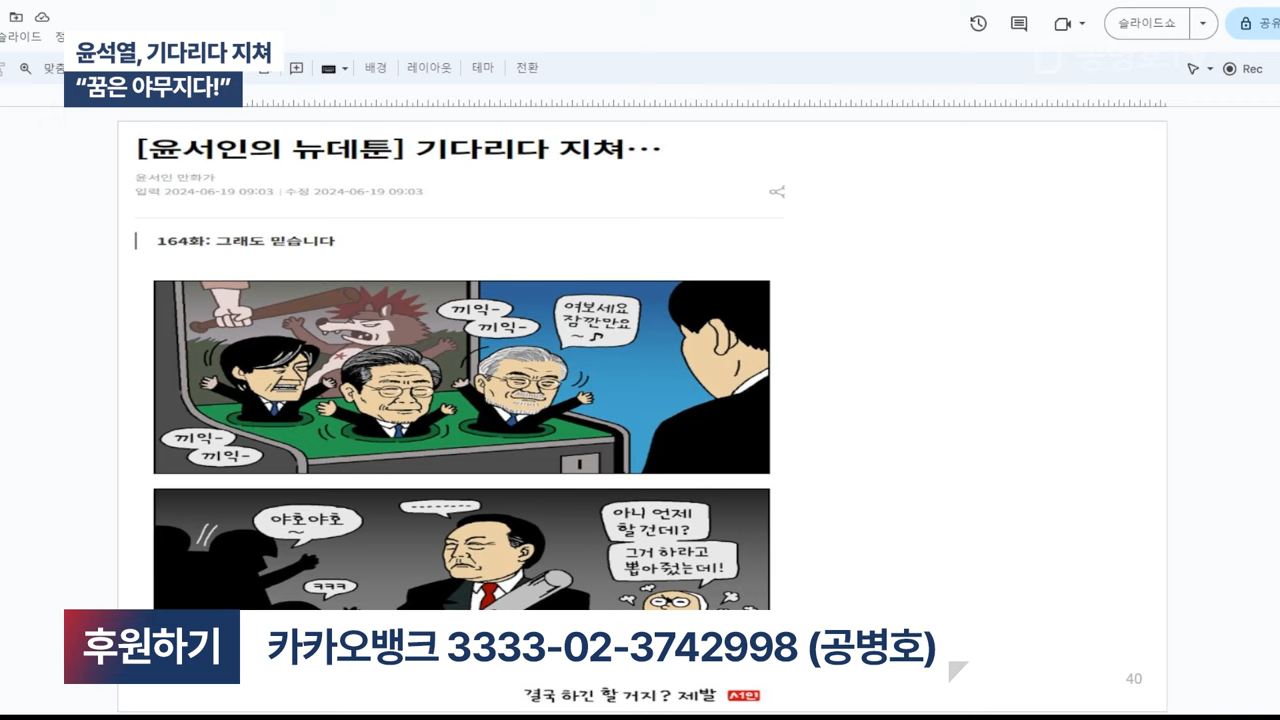 슬라이드쇼
공유
슬라이드
윤석열, 기다리다 지쳐
“꿈은 야무지다!”
배경
레이아웃
테마
전환
Rec
[윤서인의 뉴데툰] 기다리다 지쳐…
윤서인 만화가
입력 2024-06-19 09:03 | 수정 2024-06-19 09:03
164화: 그래도 믿습니다
끼익-
끼익-
여보세요
잠깐만요
~♪
끼익-
끼익-
1
야호야호
~
---------
아니 언제
할건데?
그거 하라고
뽑아줬는데!
ㅋㅋㅋ
후원하기
카카오뱅크 3333-02-3742998 (공병호)
40
결국 하긴 할 거지? 제발
서인